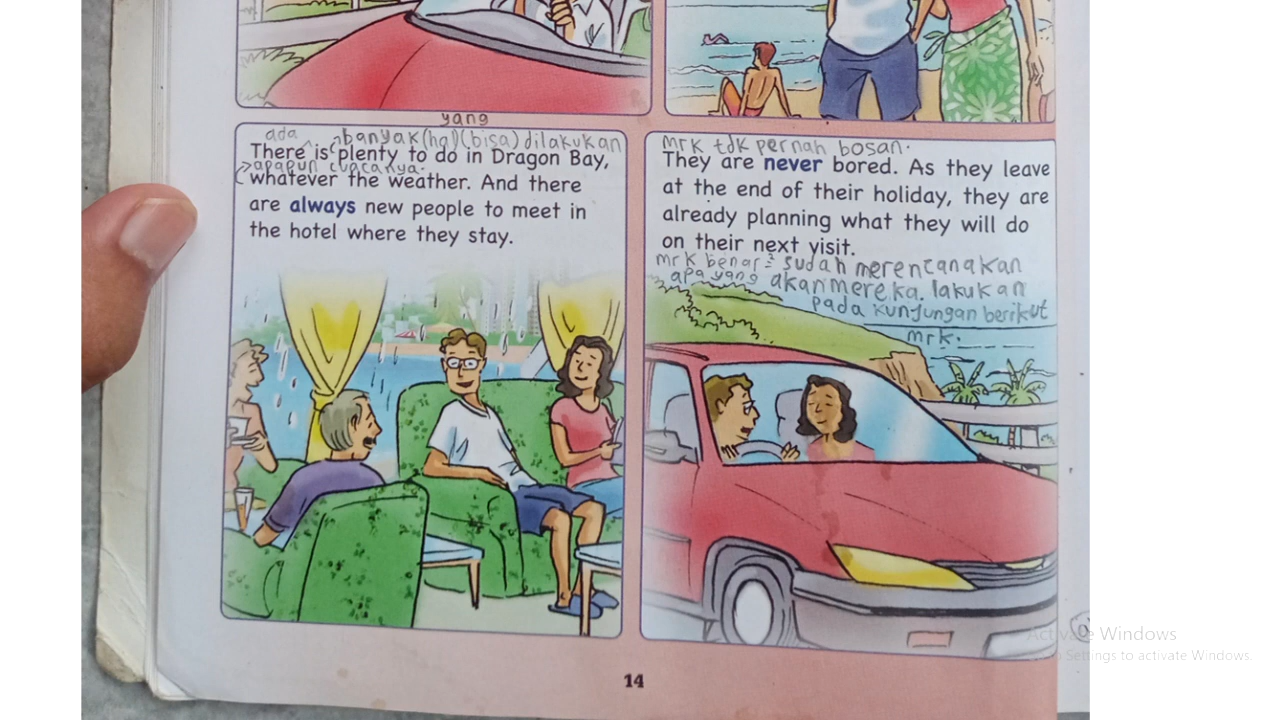 yang
ada banyak (hal) (bisa) dilakukan
There is plenty to do in Dragon Bay,
apapun cuacanya.
whatever the weather. And there
are always new people to meet in
the hotel where they stay.
mrk tdk pernah bosan.
They are never bored. As they leave
at the end of their holiday, they are
already planning what they will do
on their next visit.
mrk benar² sudah merencanakan
apa yang akan mereka lakukan
pada kunjungan berikut
mrk.
14
Activate Windows
Settings to activate Windows.